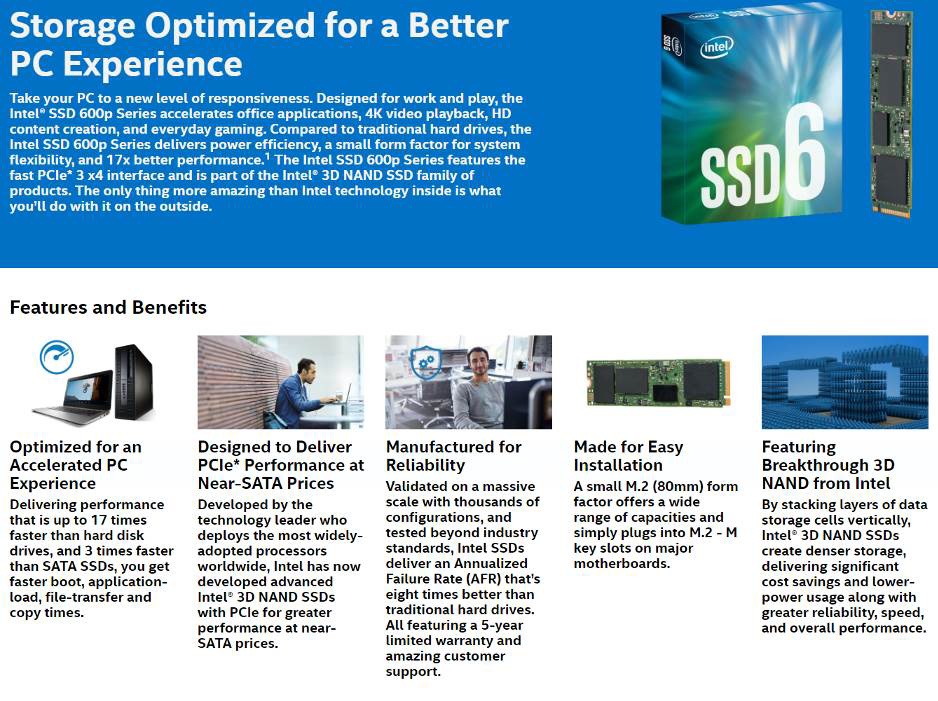 Storage Optimized for a Better
PC Experience
Take your PC to a new level of responsiveness. Designed for work and play, the
Intel® SSD 600p Series accelerates office applications, 4K video playback, HD
content creation, and everyday gaming. Compared to traditional hard drives, the
Intel SSD 600p Series delivers power efficiency, a small form factor for system
flexibility, and 17x better performance.¹ The Intel SSD 600p Series features the
fast PCIe* 3 x4 interface and is part of the Intel® 3D NAND SSD family of
products. The only thing more amazing than Intel technology inside is what
you'll do with it on the outside.
intel
SSD6
Features and Benefits
Optimized for an
Accelerated PC
Experience
Delivering performance
that is up to 17 times
faster than hard disk
drives, and 3 times faster
than SATA SSDs, you get
faster boot, application-
load, file-transfer and
copy times.
Designed to Deliver
PCIe* Performance at
Near-SATA Prices
Developed by the
technology leader who
deploys the most widely-
adopted processors
worldwide, Intel has now
developed advanced
Intel® 3D NAND SSDs
with PCIe for greater
performance at near-
SATA prices.
Manufactured for
Reliability
Validated on a massive
scale with thousands of
configurations, and
tested beyond industry
standards, Intel SSDs
deliver an Annualized
Failure Rate (AFR) that's
eight times better than
traditional hard drives.
All featuring a 5-year
limited warranty and
amazing customer
support.
Made for Easy
Installation
A small M.2 (80mm) form
factor offers a wide
range of capacities and
simply plugs into M.2 - M
key slots on major
motherboards.
Featuring
Breakthrough 3D
NAND from Intel
By stacking layers of data
storage cells vertically,
Intel® 3D NAND SSDs
create denser storage,
delivering significant
cost savings and lower-
power usage along with
greater reliability, speed,
and overall performance.